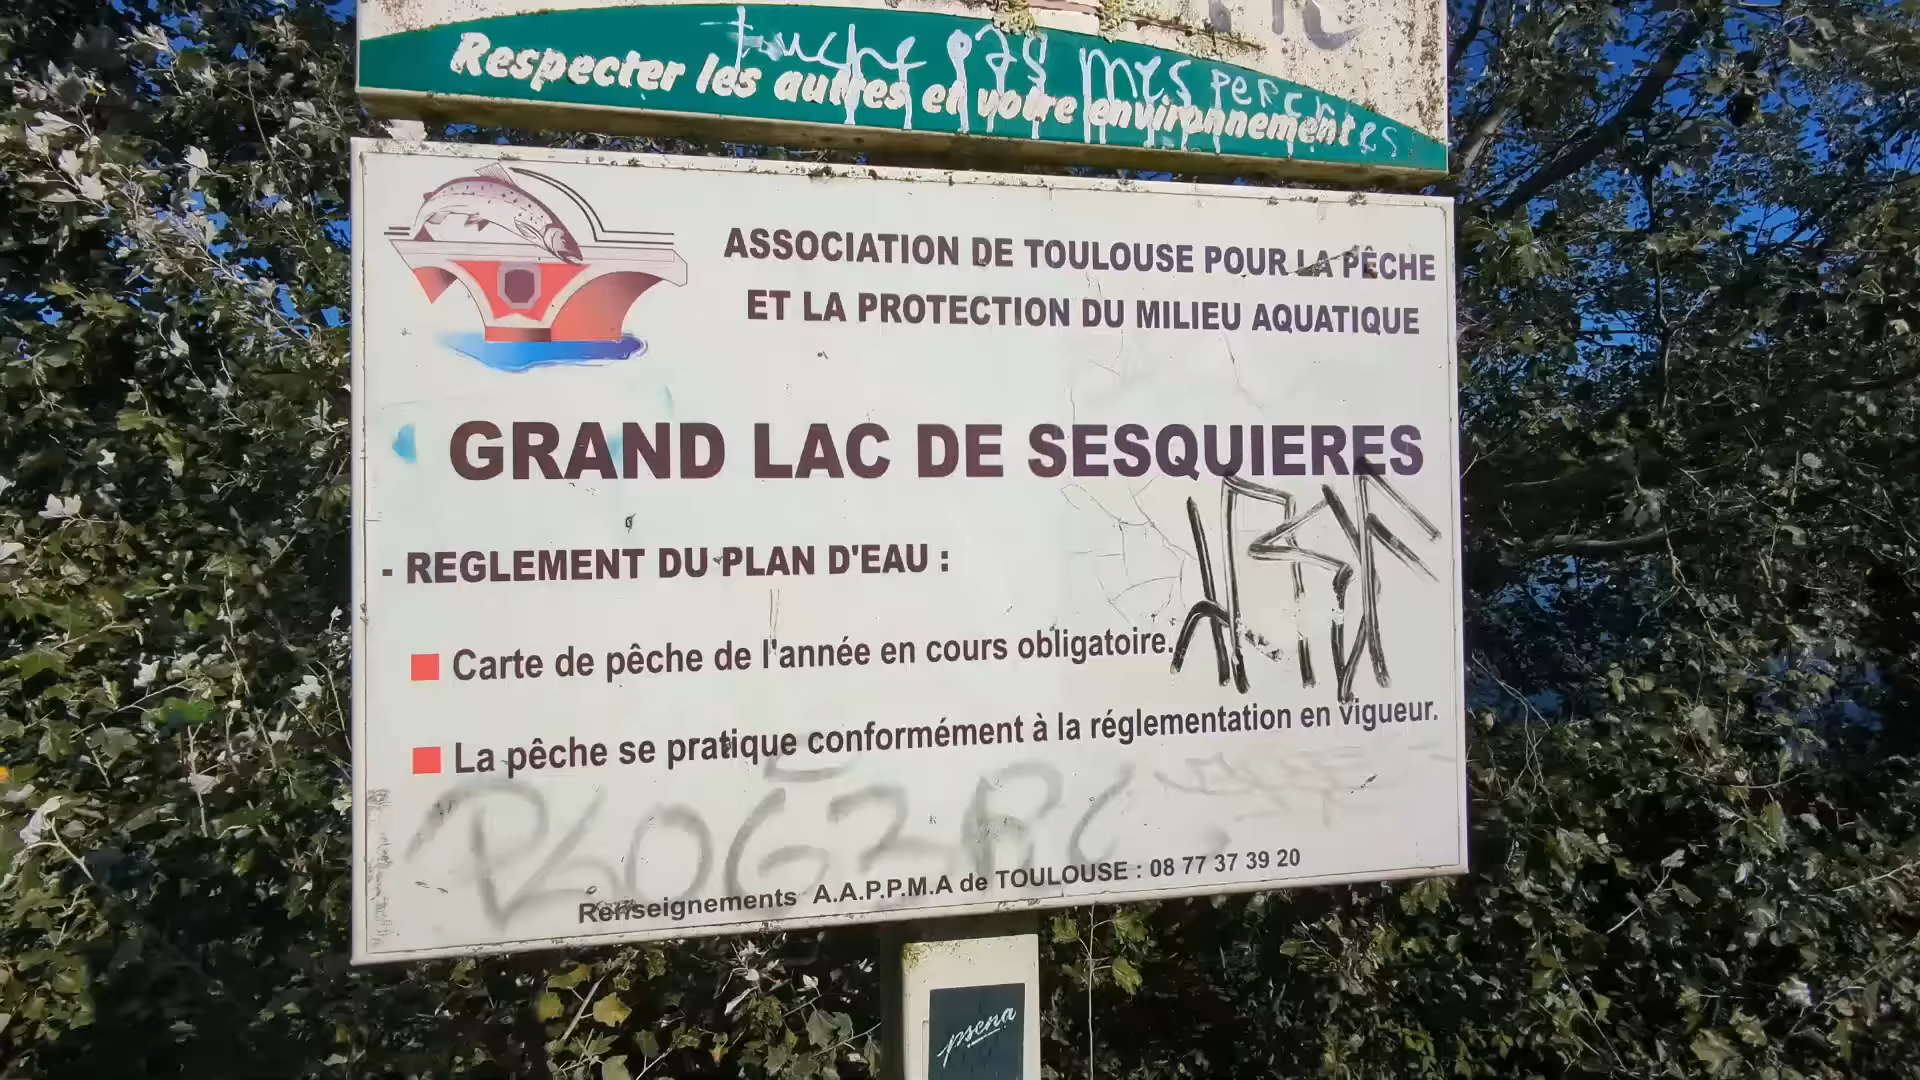 touche pas mes perches
Respecter les autres et votre environnement
ASSOCIATION DE TOULOUSE POUR LA PÊCHE
ET LA PROTECTION DU MILIEU AQUATIQUE
GRAND LAC DE SESQUIERES
- REGLEMENT DU PLAN D'EAU :
Carte de pêche de l'année en cours obligatoire.
La pêche se pratique conformément à la réglementation en vigueur.
Renseignements A.A.P.P.M.A de TOULOUSE : 08 77 37 39 20
psena